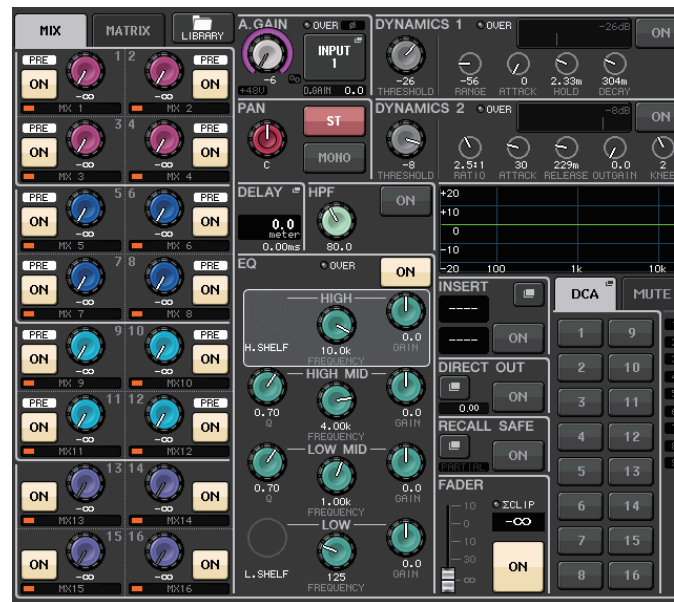 MIX MATRIX LIBRARY
PRE 1 2 PRE
ON ON
-∞ -∞
MX 1 MX 2
PRE 3 4 PRE
ON ON
-∞ -∞
MX 3 MX 4
PRE 5 6 PRE
ON ON
-∞ -∞
MX 5 MX 6
PRE 7 8 PRE
ON ON
-∞ -∞
MX 7 MX 8
PRE 9 10 PRE
ON ON
-∞ -∞
MX 9 MX10
PRE 11 12 PRE
ON ON
-∞ -∞
MX11 MX12
13 14
ON ON
-∞ -∞
MX13 MX14
15 16
ON ON
-∞ -∞
MX15 MX16
A.GAIN OVER ø
INPUT
1
-6
+48V D.GAIN 0.0
PAN
ST
MONO
C
DELAY
0.0
meter
0.00ms
HPF
ON
80.0
EQ OVER ON
HIGH
H.SHELF 10.0k 0.0
FREQUENCY GAIN
HIGH MID
0.70 4.00k 0.0
Q FREQUENCY GAIN
LOW MID
0.70 1.00k 0.0
Q FREQUENCY GAIN
LOW
L.SHELF 125 0.0
FREQUENCY GAIN
DYNAMICS 1 OVER -26dB ON
-26 -56 0 2.33m 304m
THRESHOLD RANGE ATTACK HOLD DECAY
DYNAMICS 2 OVER -8dB ON
-8 2.5:1 30 229m 0.0 2
THRESHOLD RATIO ATTACK RELEASE OUTGAIN KNEE
+20
+10
0
-10
-20 100 1k 10k
INSERT
----
---- ON
DIRECT OUT
0.00 ON
RECALL SAFE
PARTIAL ON
FADER
10 ΣCLIP
0 -∞
10
30
∞ ON
DCA MUTE
1 9
2 10
3 11
4 12
5 13
6 14
7 15
8 16